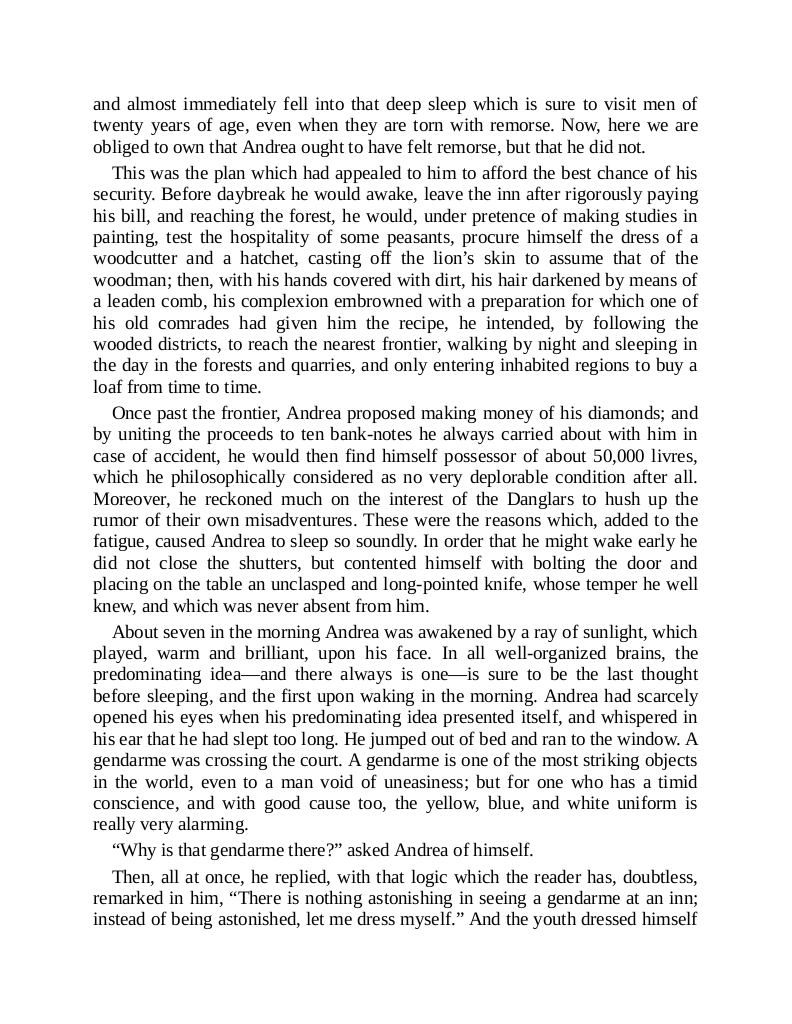 and almost immediately fell into that deep sleep which is sure to visit men of
twenty years of age, even when they are torn with remorse. Now, here we are
obliged to own that Andrea ought to have felt remorse, but that he did not.
This was the plan which had appealed to him to afford the best chance of his
security. Before daybreak he would awake, leave the inn after rigorously paying
his bill, and reaching the forest, he would, under pretence of making studies in
painting, test the hospitality of some peasants, procure himself the dress of a
woodcutter and a hatchet, casting off the lion’s skin to assume that of the
woodman; then, with his hands covered with dirt, his hair darkened by means of
a leaden comb, his complexion embrowned with a preparation for which one of
his old comrades had given him the recipe, he intended, by following the
wooded districts, to reach the nearest frontier, walking by night and sleeping in
the day in the forests and quarries, and only entering inhabited regions to buy a
loaf from time to time.
Once past the frontier, Andrea proposed making money of his diamonds; and
by uniting the proceeds to ten bank-notes he always carried about with him in
case of accident, he would then find himself possessor of about 50,000 livres,
which he philosophically considered as no very deplorable condition after all.
Moreover, he reckoned much on the interest of the Danglars to hush up the
rumor of their own misadventures. These were the reasons which, added to the
fatigue, caused Andrea to sleep so soundly. In order that he might wake early he
did not close the shutters, but contented himself with bolting the door and
placing on the table an unclasped and long-pointed knife, whose temper he well
knew, and which was never absent from him.
About seven in the morning Andrea was awakened by a ray of sunlight, which
played, warm and brilliant, upon his face. In all well-organized brains, the
predominating idea—and there always is one—is sure to be the last thought
before sleeping, and the first upon waking in the morning. Andrea had scarcely
opened his eyes when his predominating idea presented itself, and whispered in
his ear that he had slept too long. He jumped out of bed and ran to the window. A
gendarme was crossing the court. A gendarme is one of the most striking objects
in the world, even to a man void of uneasiness; but for one who has a timid
conscience, and with good cause too, the yellow, blue, and white uniform is
really very alarming.
“Why is that gendarme there?” asked Andrea of himself.
Then, all at once, he replied, with that logic which the reader has, doubtless,
remarked in him, “There is nothing astonishing in seeing a gendarme at an inn;
instead of being astonished, let me dress myself.” And the youth dressed himself